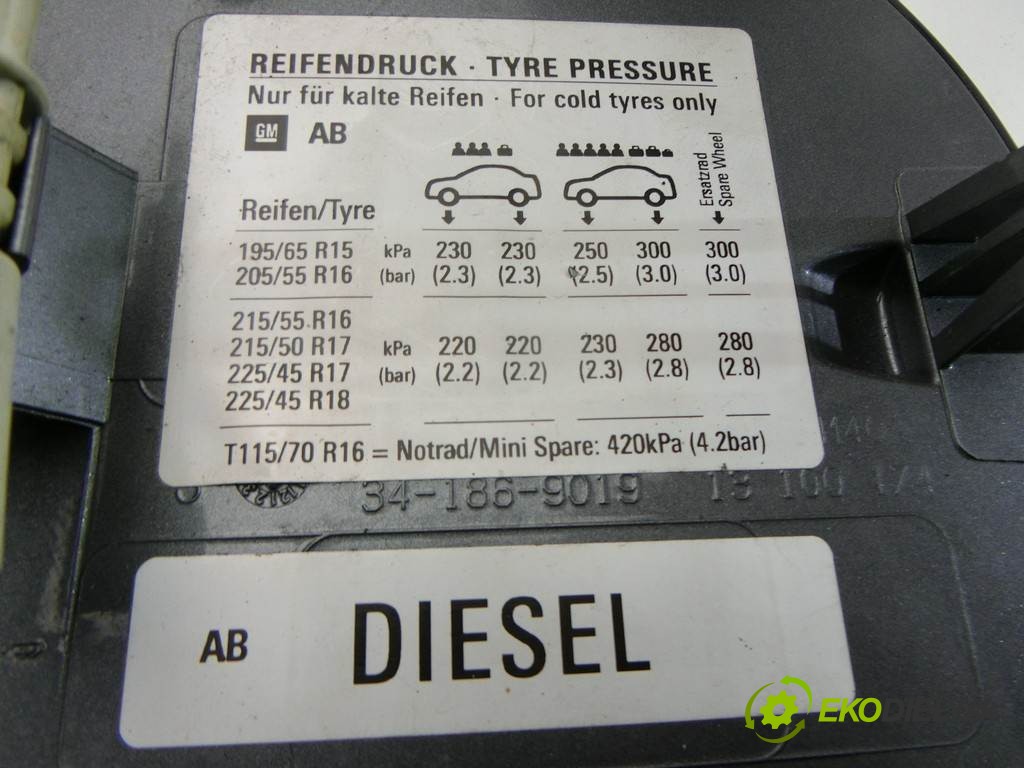 REIFENDRUCK · TYRE PRESSURE
Nur für kalte Reifen · For cold tyres only
GM AB
Ersatzrad
Spare Wheel
Reifen/Tyre
195/65 R15 kPa 230 230 250 300 300
205/55 R16 (bar) (2.3) (2.3) (2.5) (3.0) (3.0)
215/55 R16
215/50 R17 kPa 220 220 230 280 280
225/45 R17 (bar) (2.2) (2.2) (2.3) (2.8) (2.8)
225/45 R18
T115/70 R16 = Notrad/Mini Spare: 420kPa (4.2bar)
34-186-9019
AB DIESEL